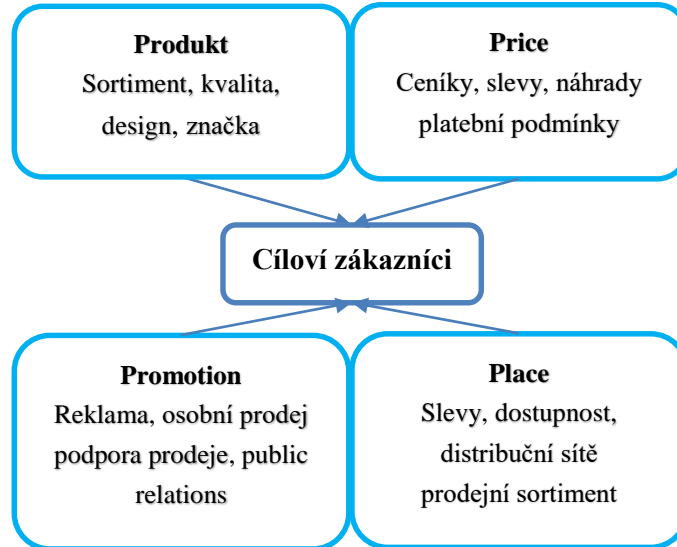 Produkt
Sortiment, kvalita,
design, značka
Price
Ceníky, slevy, náhrady
platební podmínky
Cíloví zákazníci
Promotion
Reklama, osobní prodej
podpora prodeje, public
relations
Place
Slevy, dostupnost,
distribuční sítě
prodejní sortiment